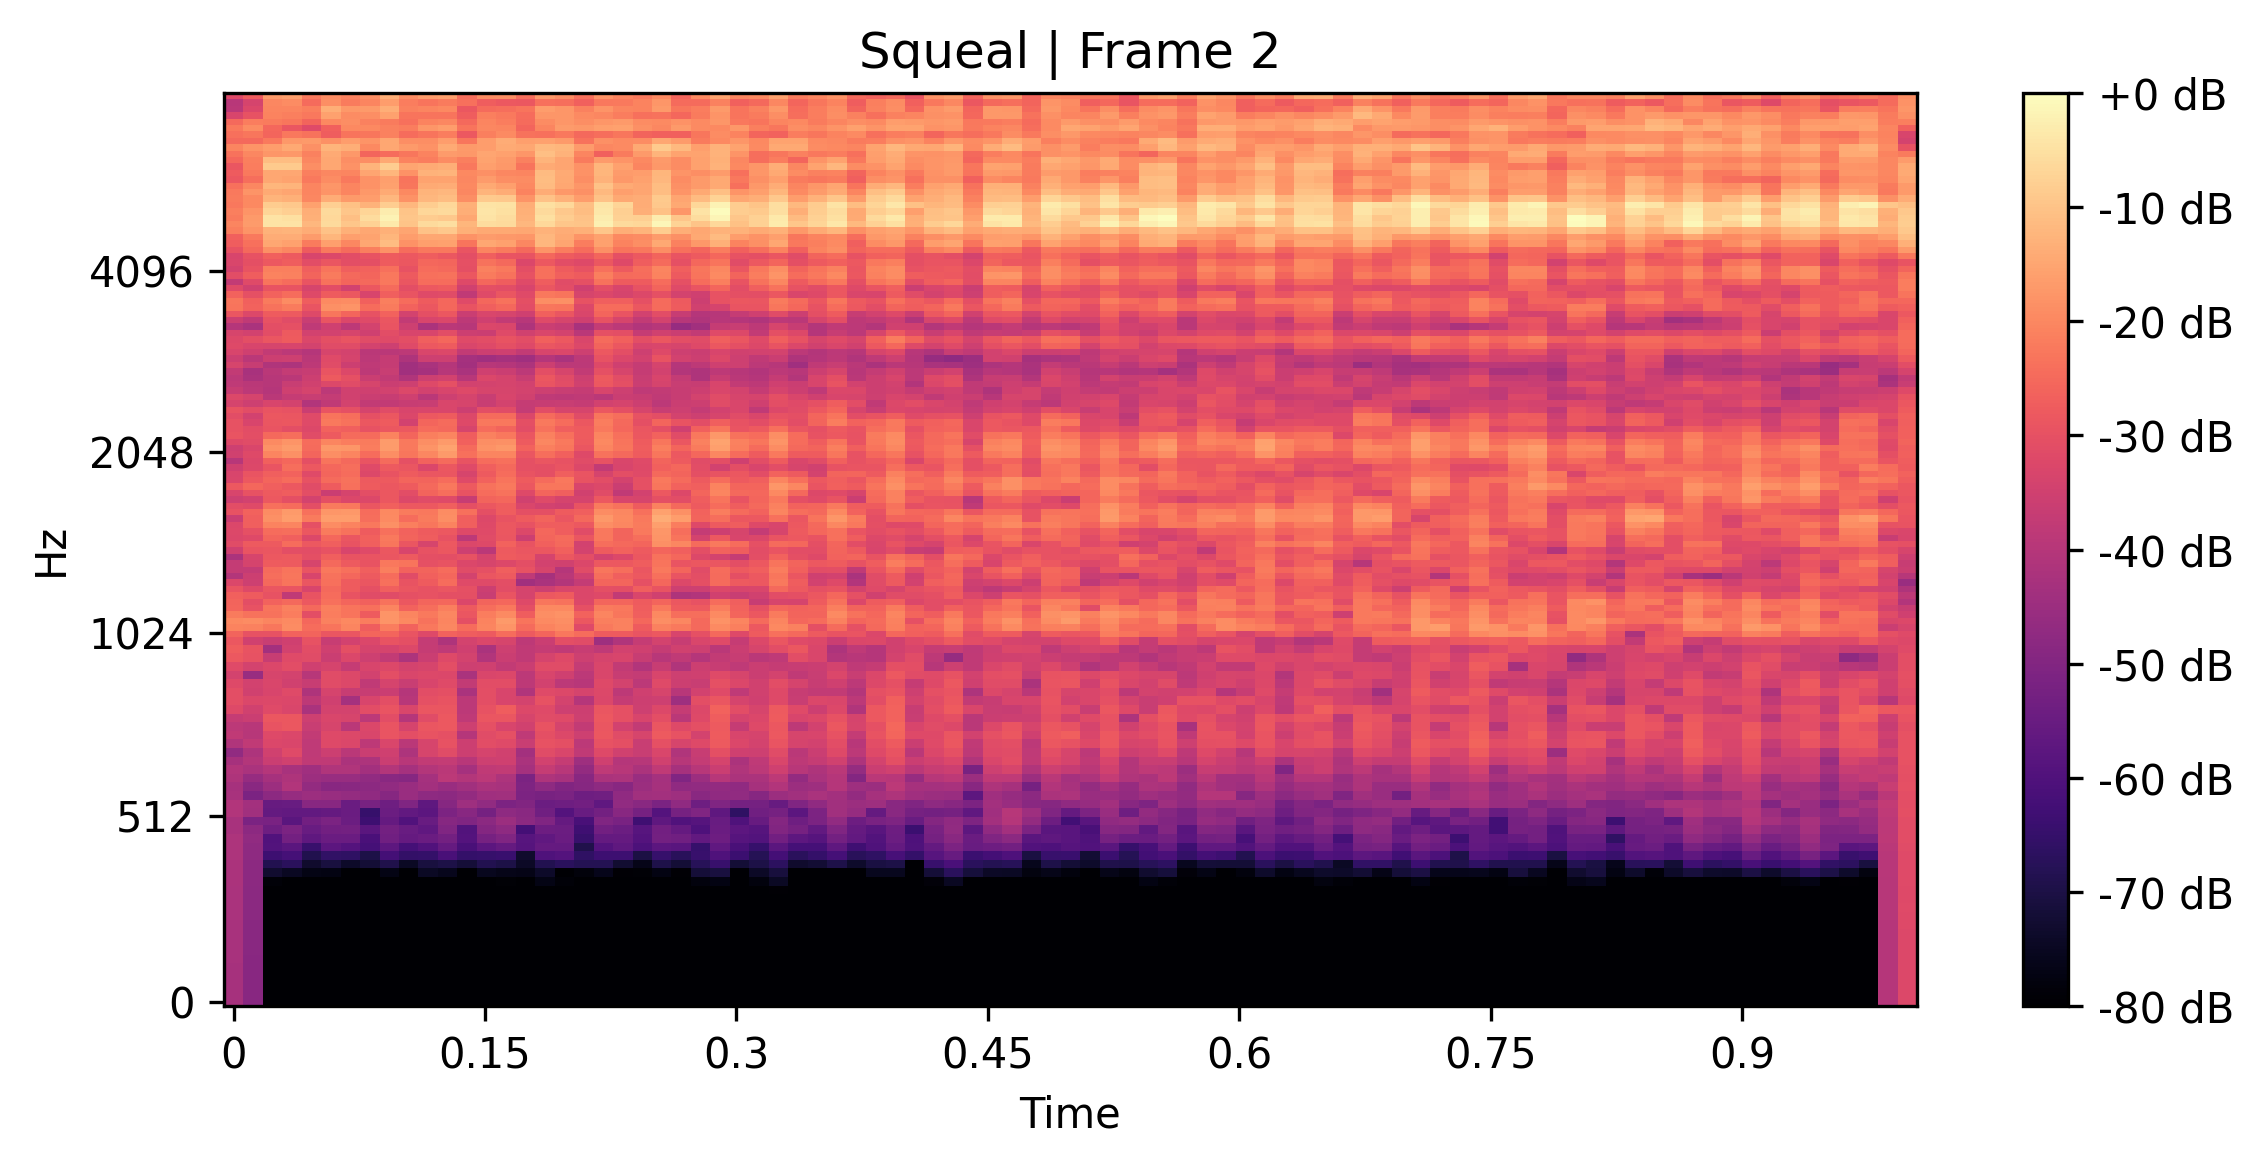 Squeal | Frame 2
+0 dB
-10 dB
-20 dB
-30 dB
-40 dB
-50 dB
-60 dB
-70 dB
-80 dB
Hz
4096
2048
1024
512
0
0 0.15 0.3 0.45 0.6 0.75 0.9
Time